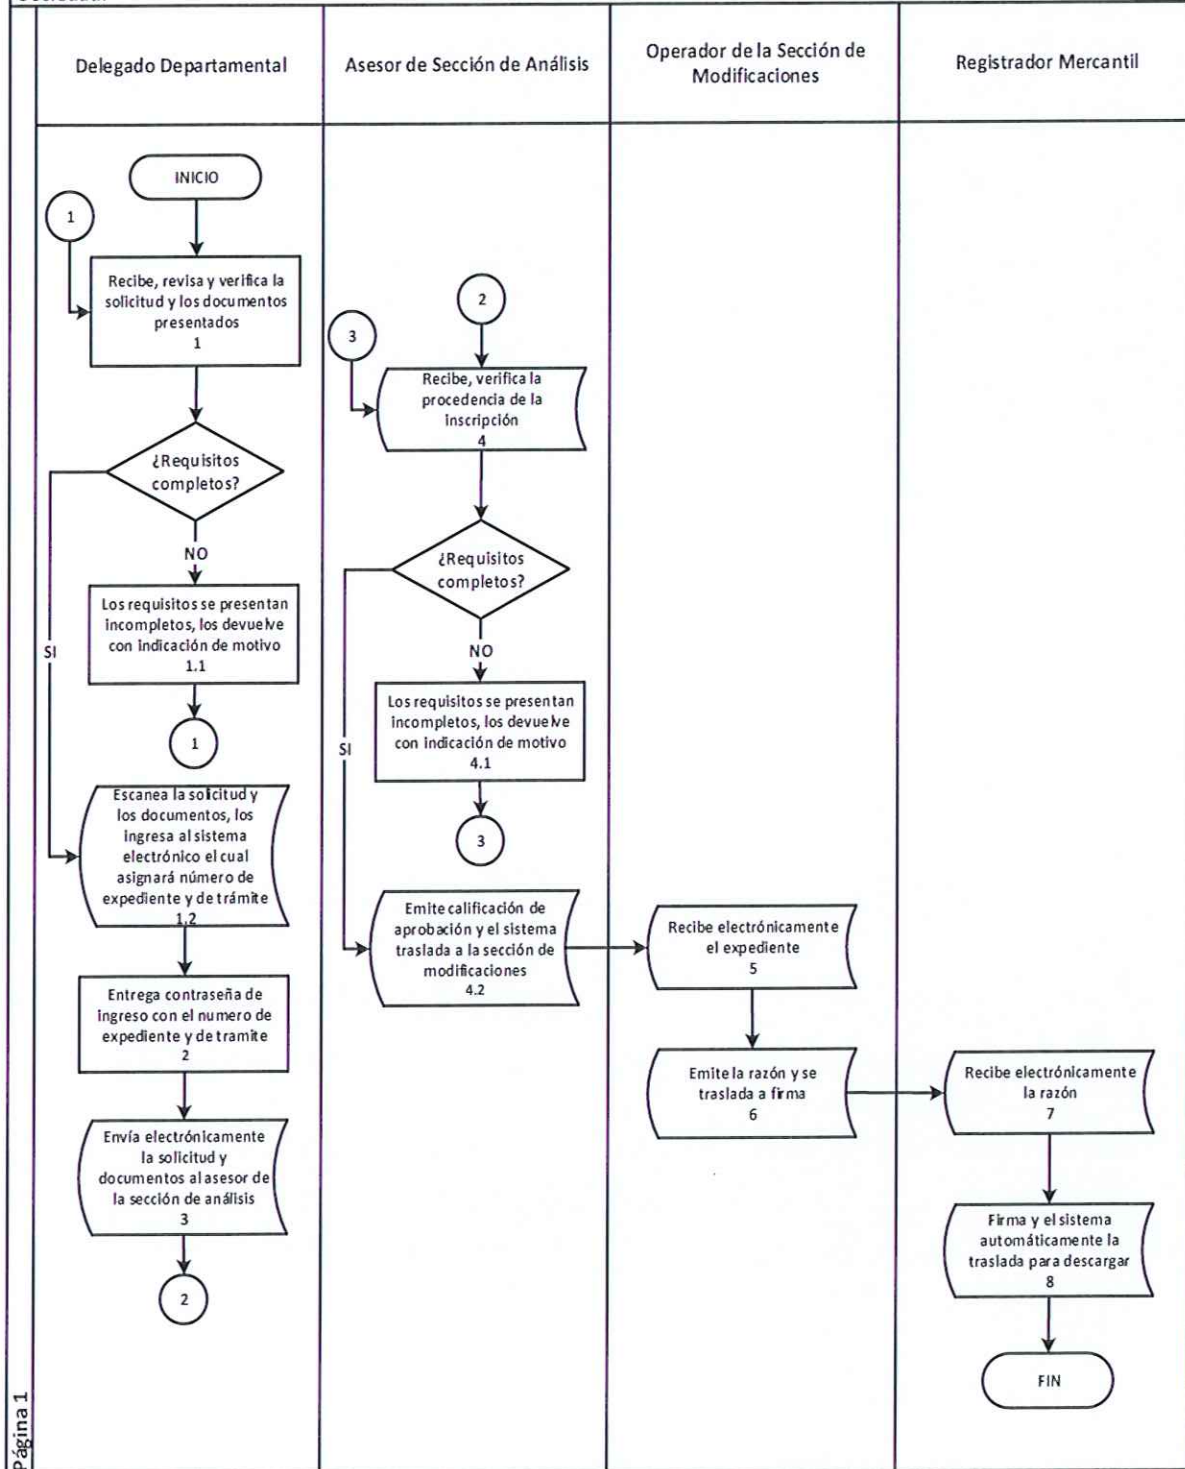 Delegado Departamental
Asesor de Sección de Análisis
Operador de la Sección de
Modificaciones
Registrador Mercantil
INICIO
1
Recibe, revisa y verifica la
solicitud y los documentos
presentados
1
¿Requisitos
completos?
NO
SI
Los requisitos se presentan
incompletos, los devuelve
con indicación de motivo
1.1
1
Escanea la solicitud y
los documentos, los
ingresa al sistema
electrónico el cual
asignará número de
expediente y de trámite
1.2
Entrega contraseña de
ingreso con el numero de
expediente y de tramite
2
Envía electrónicamente
la solicitud y
documentos al asesor de
la sección de análisis
3
2
2
3
Recibe, verifica la
procedencia de la
inscripción
4
¿Requisitos
completos?
NO
SI
Los requisitos se presentan
incompletos, los devuelve
con indicación de motivo
4.1
3
Emite calificación de
aprobación y el sistema
traslada a la sección de
modificaciones
4.2
Recibe electrónicamente
el expediente
5
Emite la razón y se
traslada a firma
6
Recibe electrónicamente
la razón
7
Firma y el sistema
automáticamente la
traslada para descargar
8
FIN
Página 1